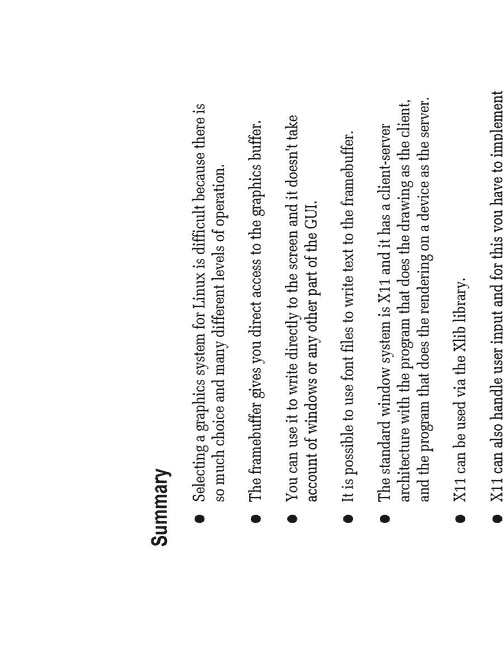 Summary
● Selecting a graphics system for Linux is difficult because there is
so much choice and many different levels of operation.
● The framebuffer gives you direct access to the graphics buffer.
● You can use it to write directly to the screen and it doesn't take
account of windows or any other part of the GUI.
● It is possible to use font files to write text to the framebuffer.
● The standard window system is X11 and it has a client-server
architecture with the program that does the drawing as the client,
and the program that does the rendering on a device as the server.
● X11 can be used via the Xlib library.
● X11 can also handle user input and for this you have to implement